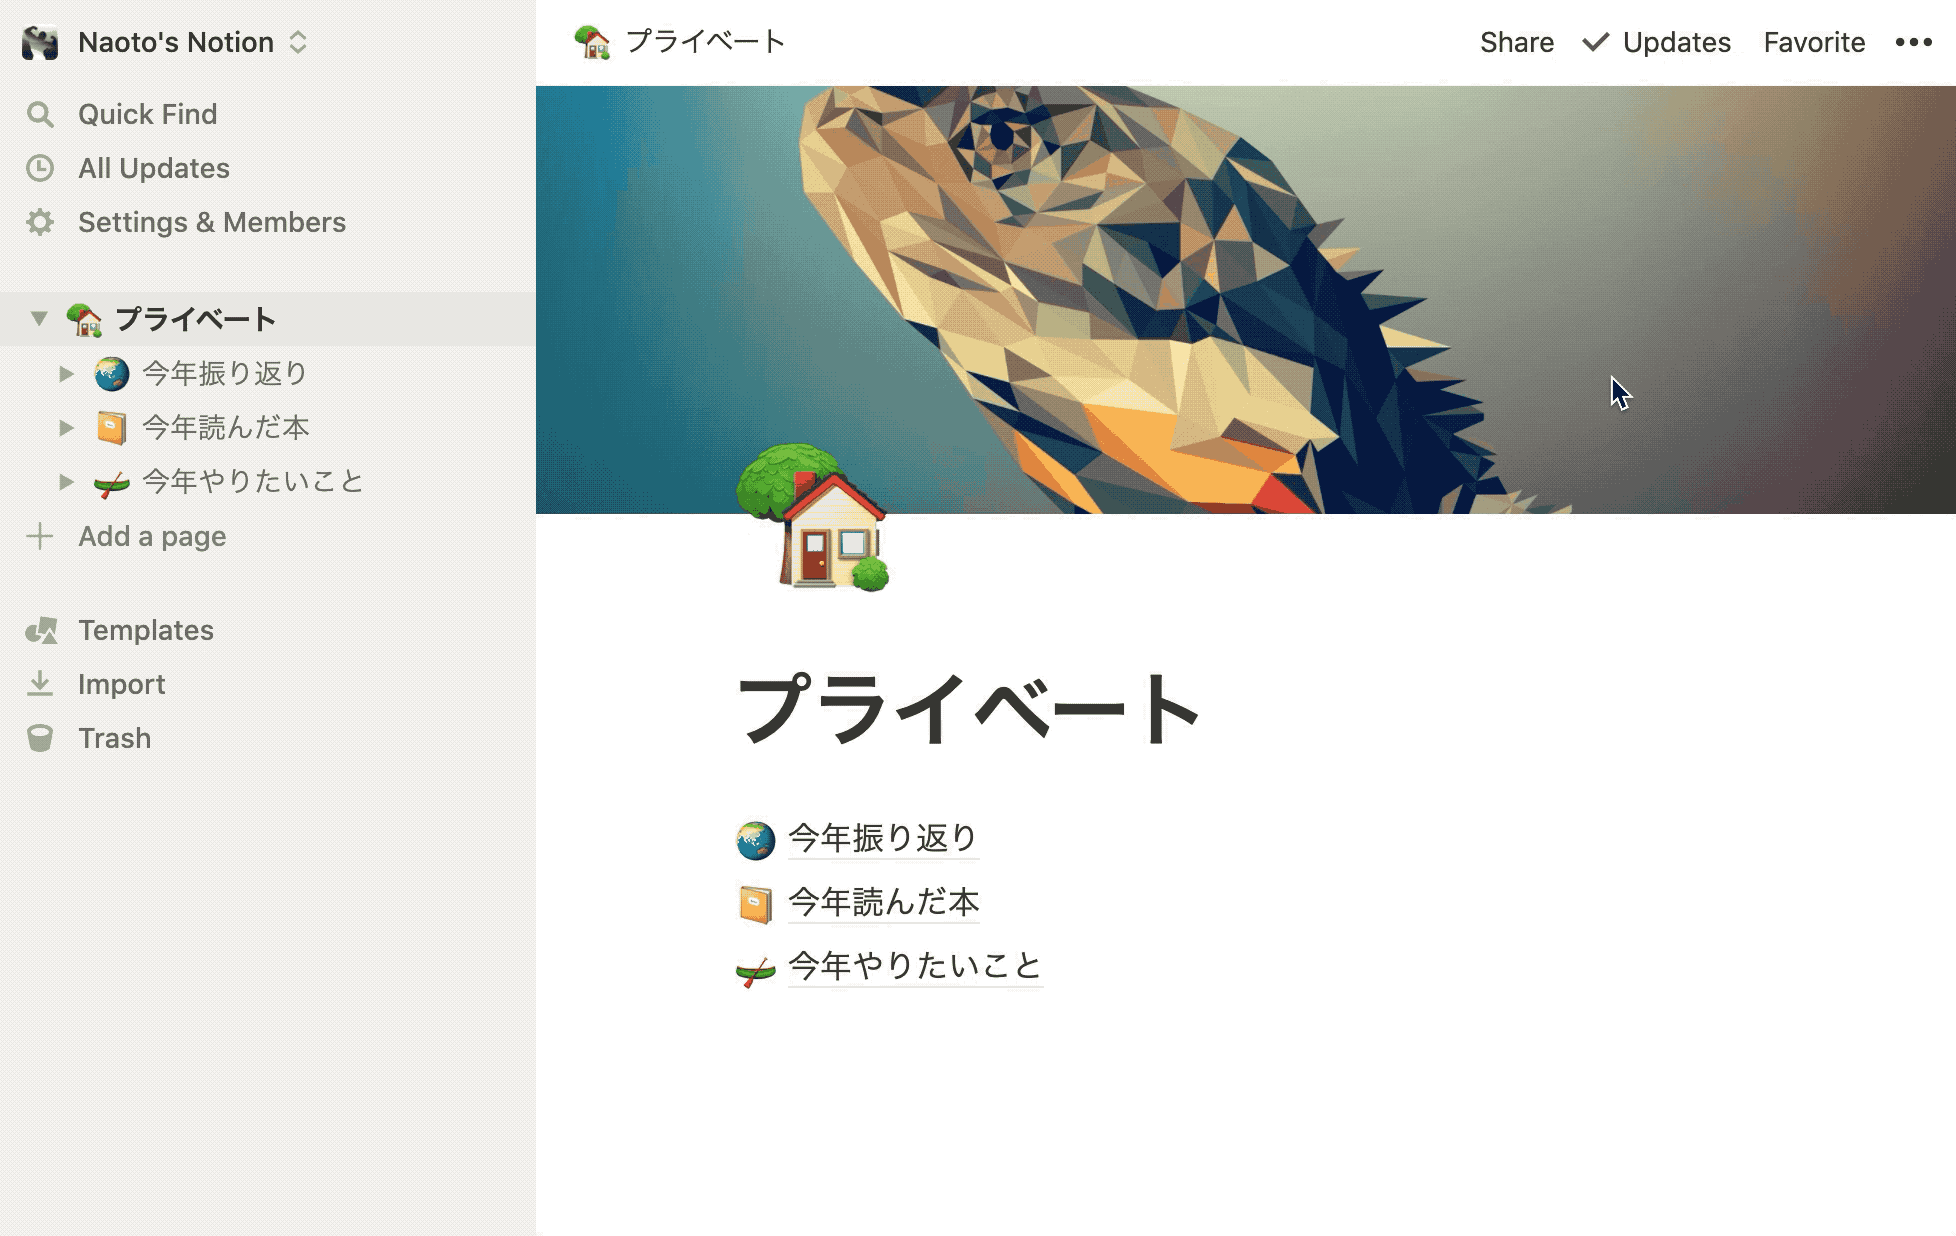 Naoto's Notion
Quick Find
All Updates
Settings & Members
プライベート
今年振り返り
今年読んだ本
今年やりたいこと
Add a page
Templates
Import
Trash
プライベート
Share
Updates
Favorite
プライベート
今年振り返り
今年読んだ本
今年やりたいこと